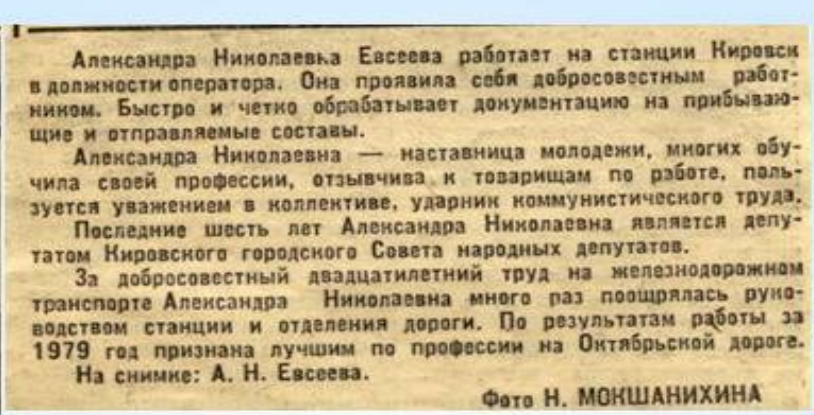 Александра Николаевна Евсеева работает на станции Кировск
в должности оператора. Она проявила себя добросовестным работ-
ником. Быстро и четко обрабатывает документацию на прибываю-
щие и отправляемые составы.
Александра Николаевна — наставница молодежи, многих обу-
чила своей профессии, отзывчива к товарищам по работе, поль-
зуется уважением в коллективе, ударник коммунистического труда.
Последние шесть лет Александра Николаевна является депу-
татом Кировского городского Совета народных депутатов.
За добросовестный двадцатилетний труд на железнодорожном
транспорте Александра Николаевна много раз поощрялась руко-
водством станции и отделения дороги. По результатам работы за
1979 год признана лучшим по профессии на Октябрьской дороге.
На снимке: А. Н. Евсеева.
Фото Н. МОКШАНИХИНА